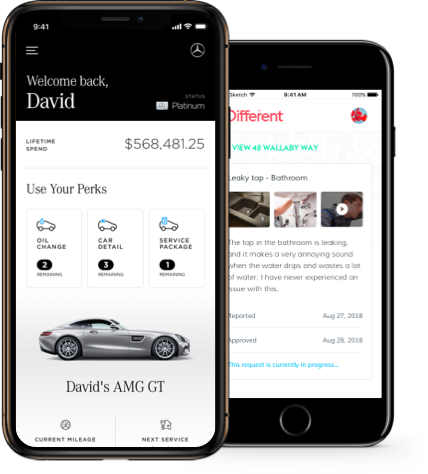 9:41
Welcome back,
David
STATUS
Platinum
LIFETIME
SPEND
$568,481.25
Use Your Perks
OIL
CHANGE
2
REMAINING
CAR
DETAIL
3
REMAINING
SERVICE
PACKAGE
1
REMAINING
David's AMG GT
CURRENT MILEAGE
NEXT SERVICE
Sketch
9:41 AM
100%
Different
VIEW 42 WALLABY WAY
Leaky tap - Bathroom
The tap in the bathroom is leaking,
and it makes a very annoying sound
when the water drips and wastes a lot
of water. I have never experienced an
issue with this.
Reported
Aug 27, 2018
Approved
Aug 28, 2018
This request is currently in progress...